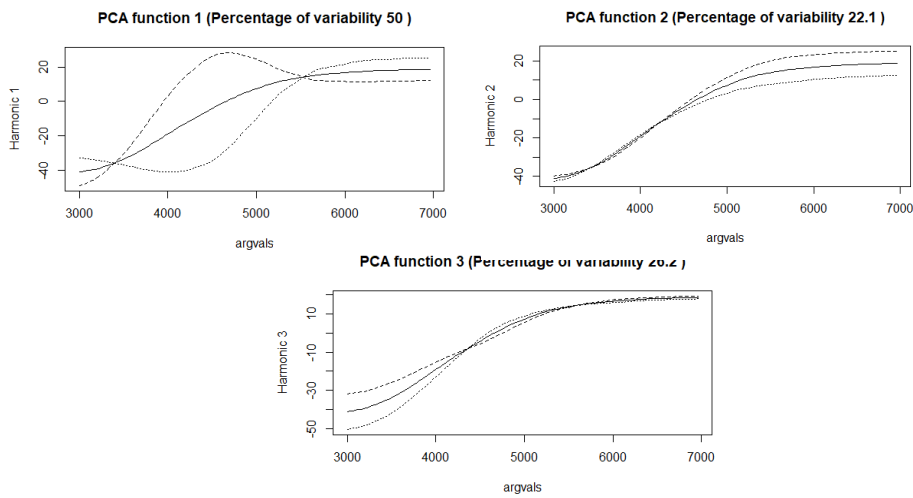 PCA function 1 (Percentage of variability 50 )
Harmonic 1
20
0
-20
-40
3000 4000 5000 6000 7000
argvals
PCA function 2 (Percentage of variability 22.1 )
Harmonic 2
20
0
-20
-40
3000 4000 5000 6000 7000
argvals
PCA function 3 (Percentage of variability 26.2 )
Harmonic 3
10
-10
-30
-50
3000 4000 5000 6000 7000
argvals